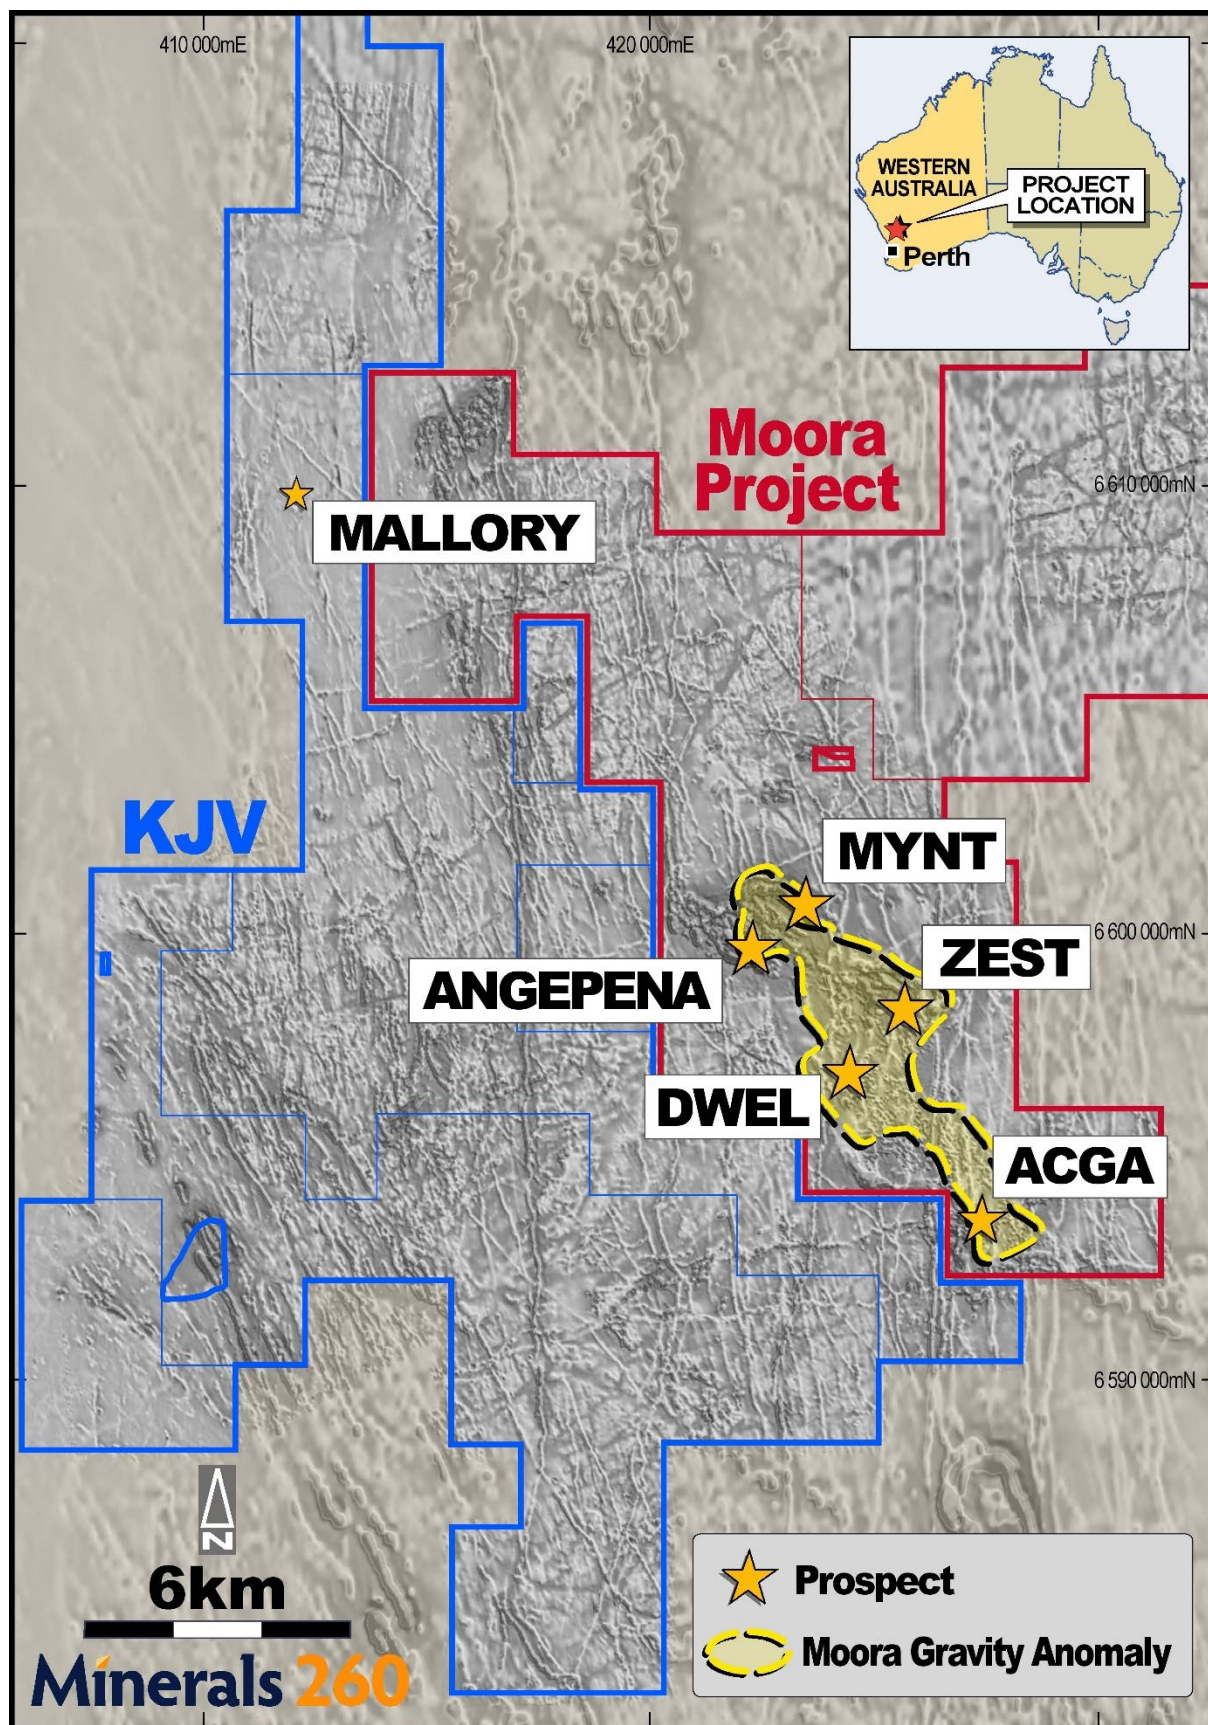 410 000mE
420 000mE
WESTERN
AUSTRALIA
PROJECT
LOCATION
Perth
Moora
Project
6 610 000mN
MALLORY
KJV
MYNT
6 600 000mN
ZEST
ANGEPENA
DWEL
ACGA
6 590 000mN
N
6km
Minerals 260
Prospect
Moora Gravity Anomaly